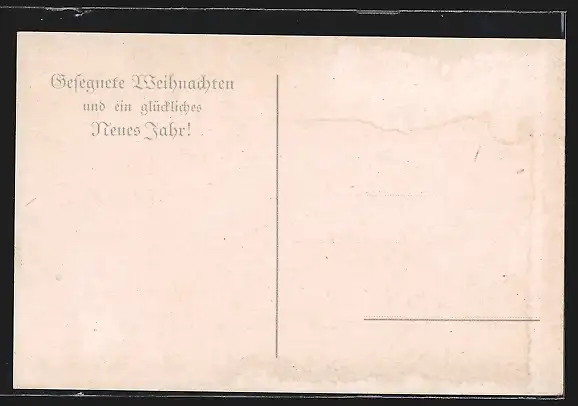 Gesegnete Weihnachten
und ein glückliches
Neues Jahr!